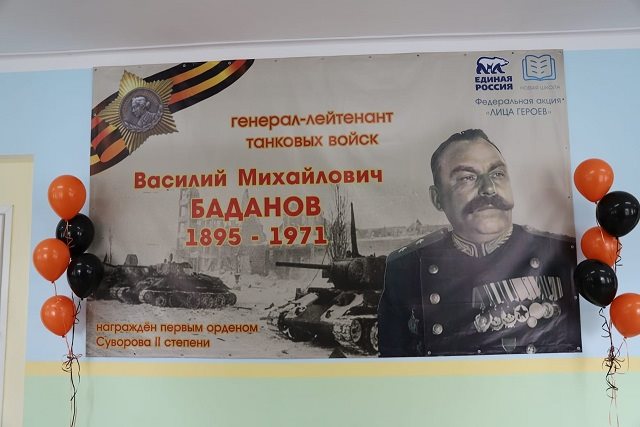 ЕДИНАЯ
РОССИЯ
НОВАЯ ШКОЛА
Федеральная акция
«ЛИЦА ГЕРОЕВ»
генерал-лейтенант
танковых войск
Василий Михайлович
БАДАНОВ
1895 - 1971
награждён первым орденом
Суворова II степени